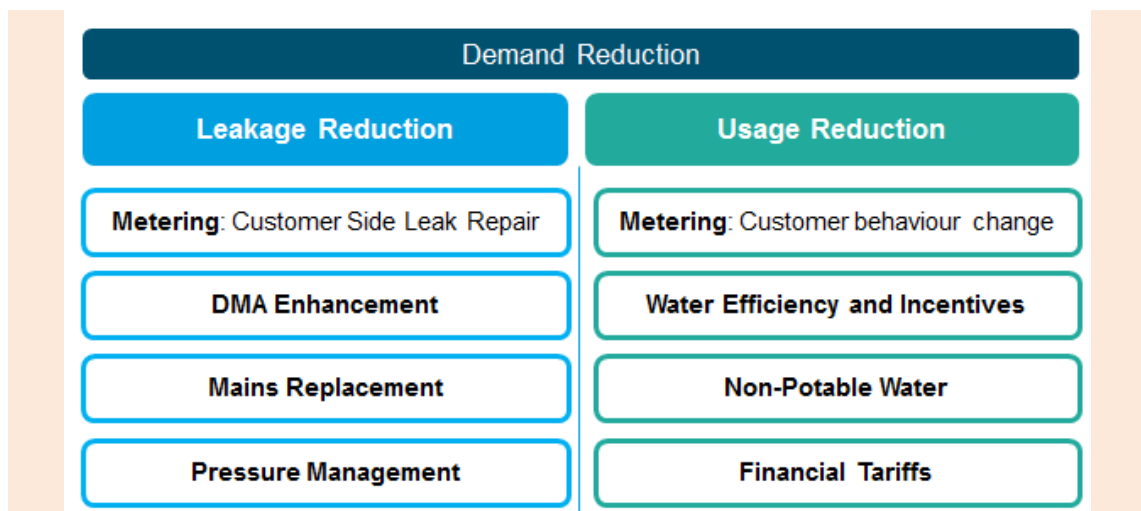 Demand Reduction
Leakage Reduction
Usage Reduction
Metering: Customer Side Leak Repair
Metering: Customer behaviour change
DMA Enhancement
Water Efficiency and Incentives
Mains Replacement
Non-Potable Water
Pressure Management
Financial Tariffs